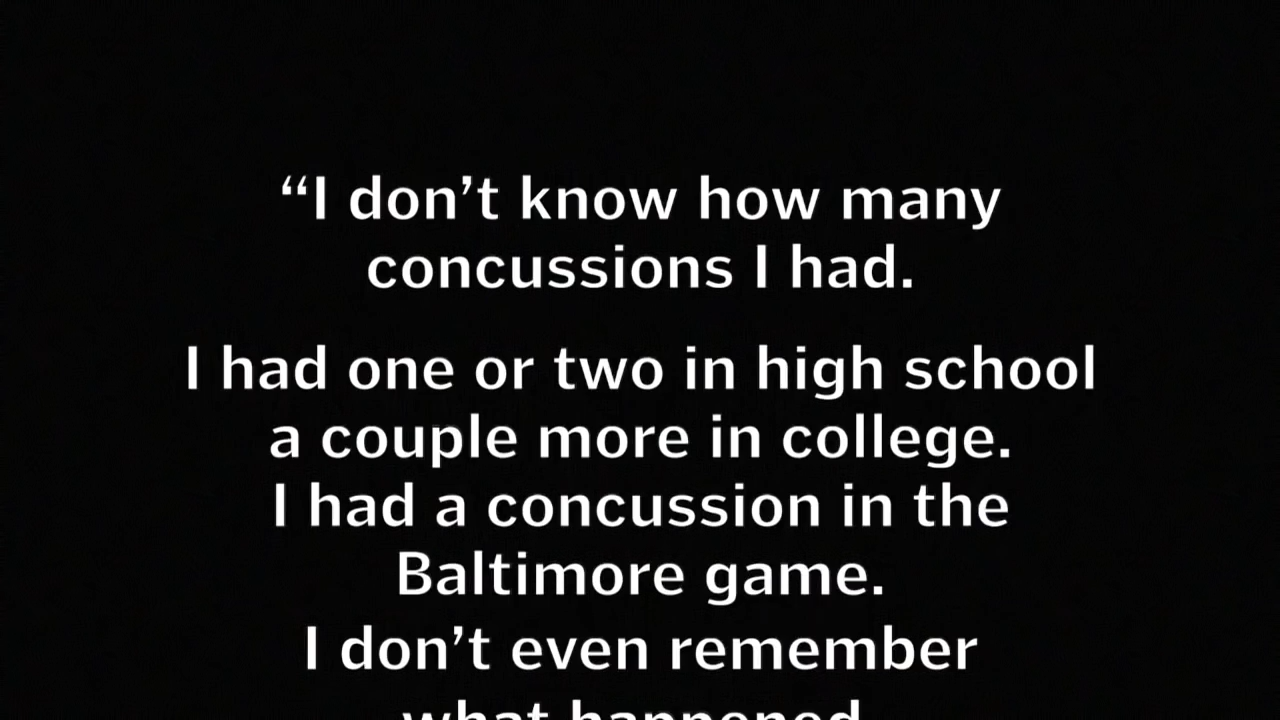 “I don’t know how many
concussions I had.
I had one or two in high school
a couple more in college.
I had a concussion in the
Baltimore game.
I don’t even remember
what happened.